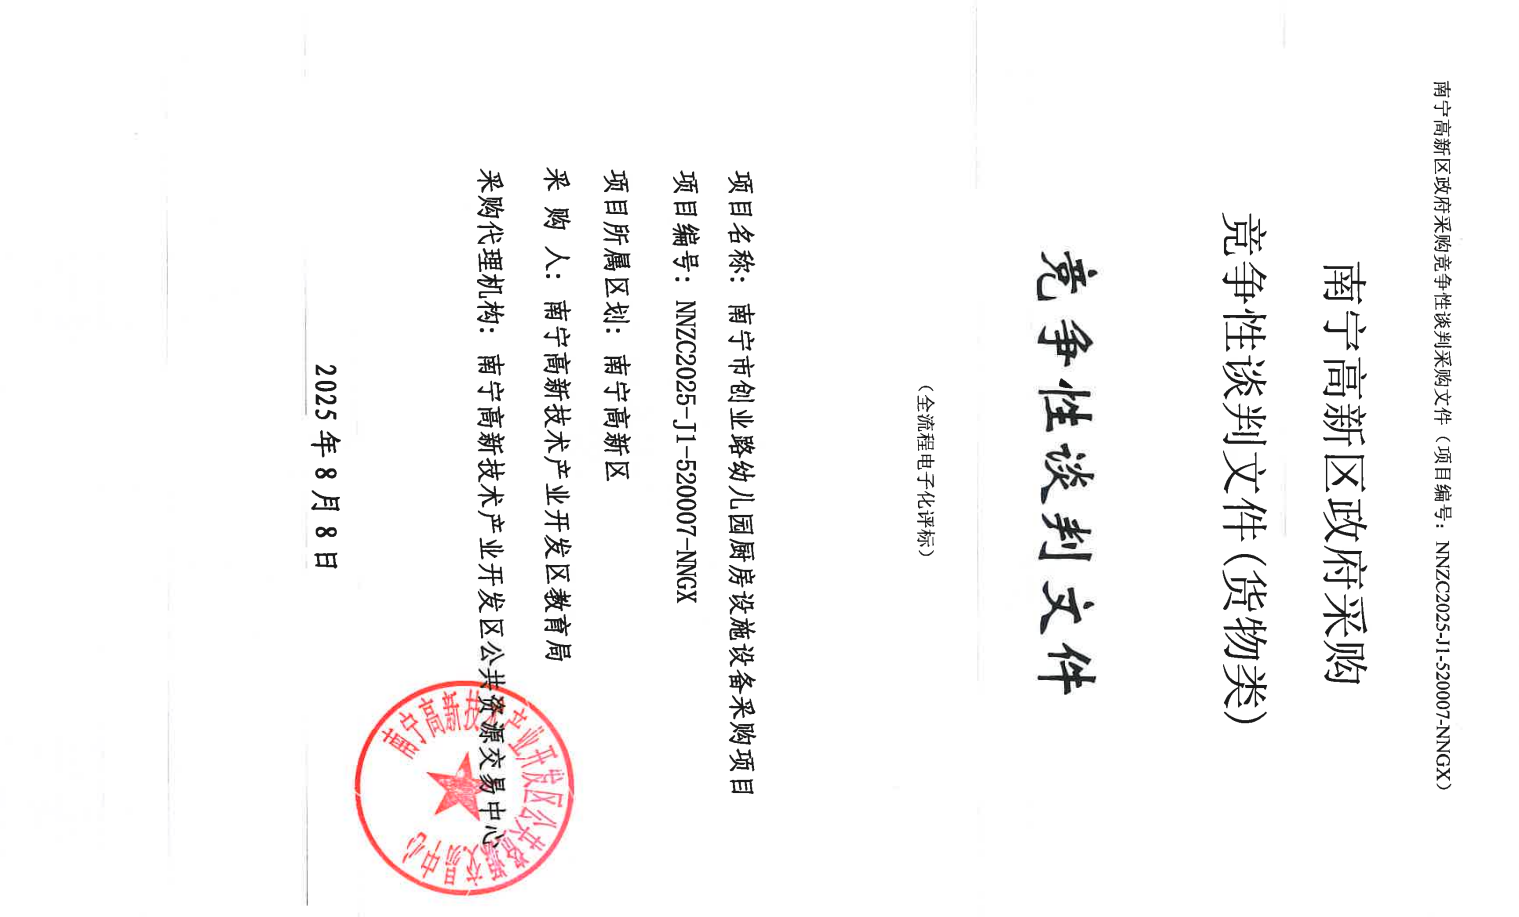 南宁高新区政府采购竞争性谈判采购文件（项目编号：NNZC2025-J1-520007-NNGX）
南宁高新区政府采购
竞争性谈判文件(货物类)
竞争性谈判文件
（全流程电子化评标）
项目名称：南宁市创业路幼儿园厨房设施设备采购项目
项目编号：NNZC2025-J1-520007-NNGX
项目所属区划：南宁高新区
采 购 人：南宁高新技术产业开发区教育局
采购代理机构：南宁高新技术产业开发区公共资源交易中心
南宁高新技术产业开发区公共资源交易中心
2025年8月8日